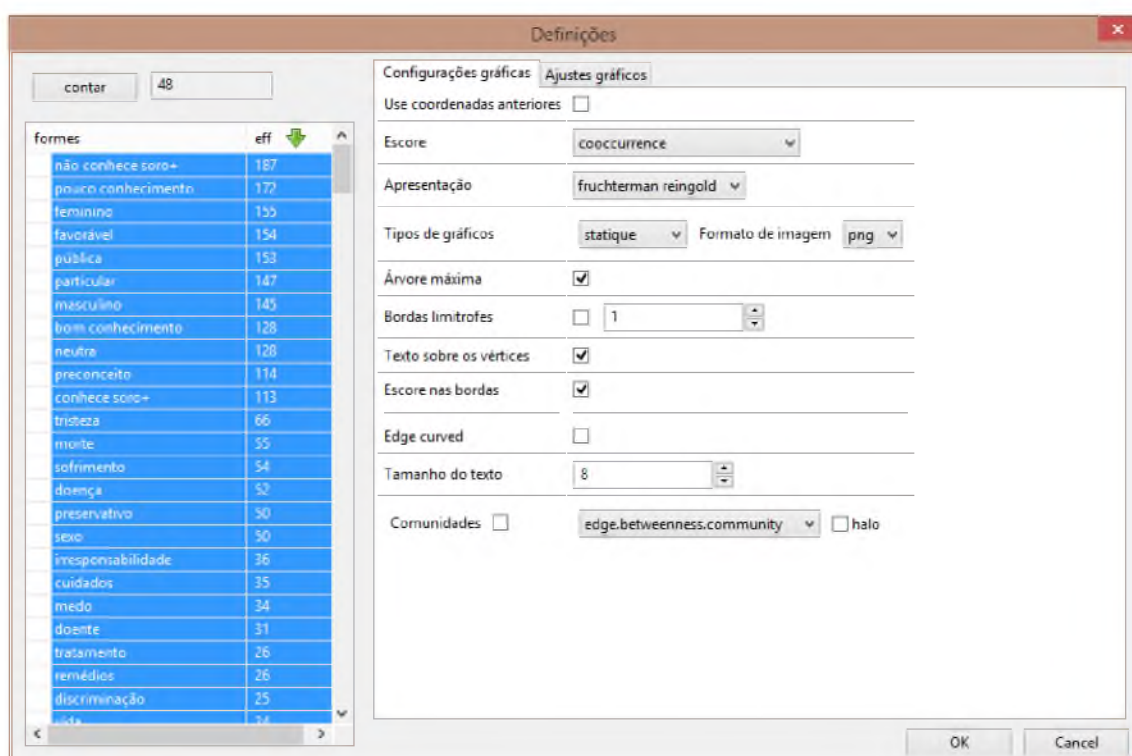 Definições
contar 48
formes eff
não conhece soro+ 187
pouco conhecimento 172
feminino 155
favorável 154
pública 153
particular 147
masculino 145
bom conhecimento 128
neutra 128
preconceito 114
conhece soro+ 113
tristeza 66
morte 55
sofrimento 54
doença 52
preservativo 50
sexo 50
irresponsabilidade 36
cuidados 35
medo 34
doente 31
tratamento 26
remédios 26
discriminação 25
vida 24
Configurações gráficas Ajustes gráficos
Use coordenadas anteriores
Escore cooccurrence
Apresentação fruchterman reingold
Tipos de gráficos statique Formato de imagem png
Árvore máxima
Bordas limitrofes 1
Texto sobre os vértices
Escore nas bordas
Edge curved
Tamanho do texto 8
Comunidades edge.betweenness.community halo
OK Cancel